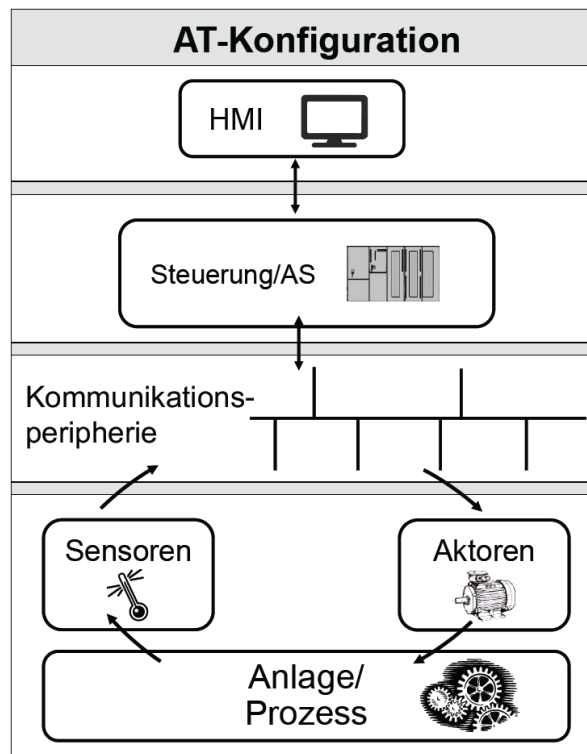 AT-Konfiguration
HMI
Steuerung/AS
Kommunikations-
peripherie
Sensoren
Aktoren
Anlage/
Prozess